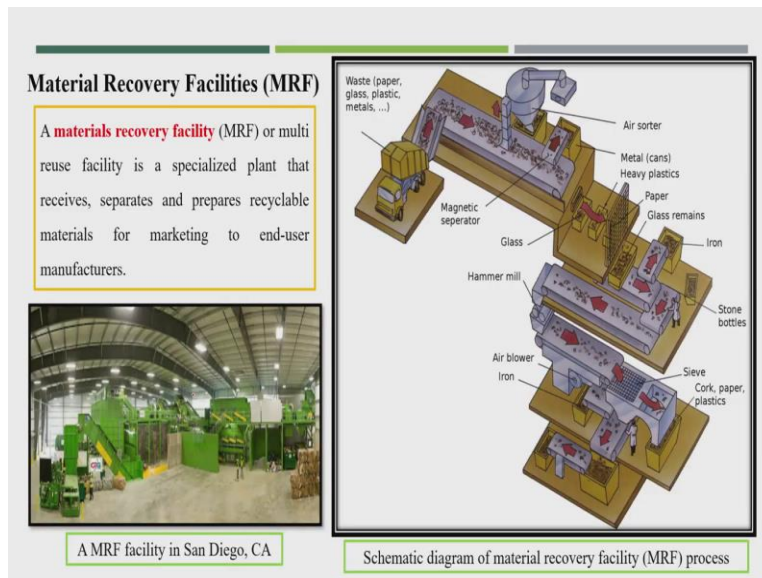 Material Recovery Facilities (MRF)
A materials recovery facility (MRF) or multi
reuse facility is a specialized plant that
receives, separates and prepares recyclable
materials for marketing to end-user
manufacturers.
A MRF facility in San Diego, CA
Waste (paper,
glass, plastic,
metals, ...)
Air sorter
Metal (cans)
Heavy plastics
Paper
Glass remains
Magnetic
seperator
Glass
Iron
Hammer mill
Stone
bottles
Air blower
Sieve
Iron
Cork, paper,
plastics
Schematic diagram of material recovery facility (MRF) process